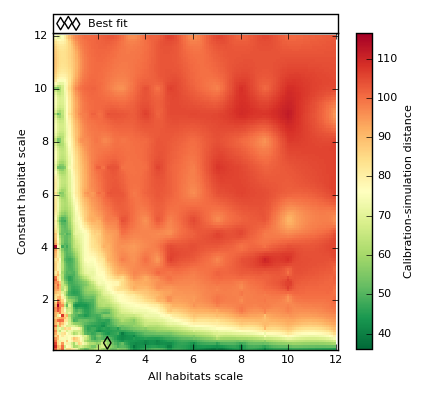 Best fit
12
10
8
6
4
2
2 4 6 8 10 12
Constant habitat scale
All habitats scale
110
100
90
80
70
60
50
40
Calibration-simulation distance